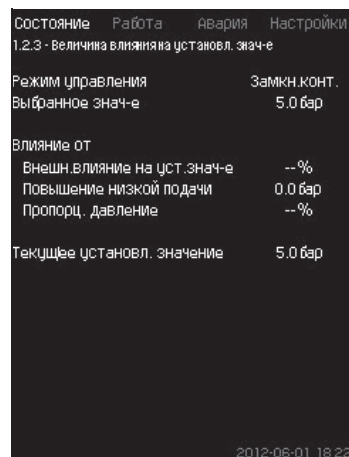 Состояние Работа Авария Настройки
1.2.3 - Величина влияния на установл. знач-е
Режим управления Замкн.конт.
Выбранное знач-е 5.0 бар
Влияние от
Внешн.влияние на уст.знач-е --%
Повышение низкой подачи 0.0 бар
Пропорц. давление --%
Текущее установл. значение 5.0 бар
2012-06-01 18:22